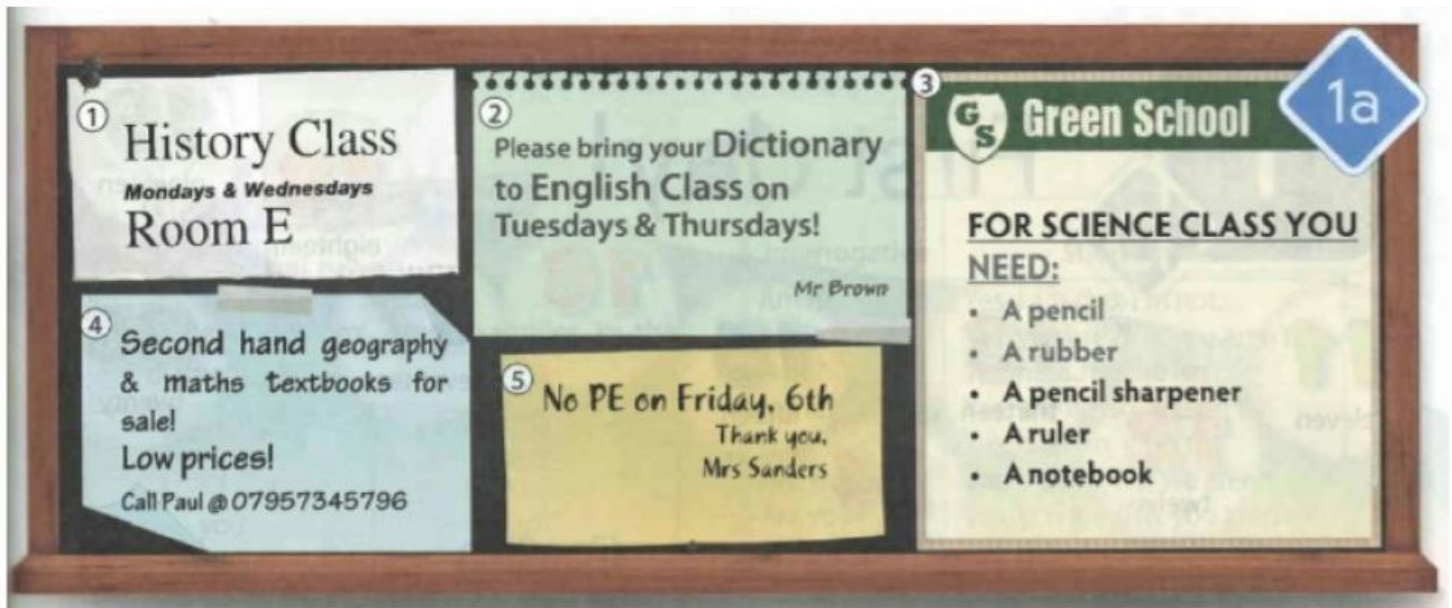 1
History Class
Mondays & Wednesdays
Room E
2
Please bring your Dictionary
to English Class on
Tuesdays & Thursdays!
Mr Brown
3
GS Green School
1a
FOR SCIENCE CLASS YOU
NEED:
• A pencil
• A rubber
• A pencil sharpener
• A ruler
• A notebook
4
Second hand geography
& maths textbooks for
sale!
Low prices!
Call Paul @ 07957345796
5
No PE on Friday, 6th
Thank you,
Mrs Sanders